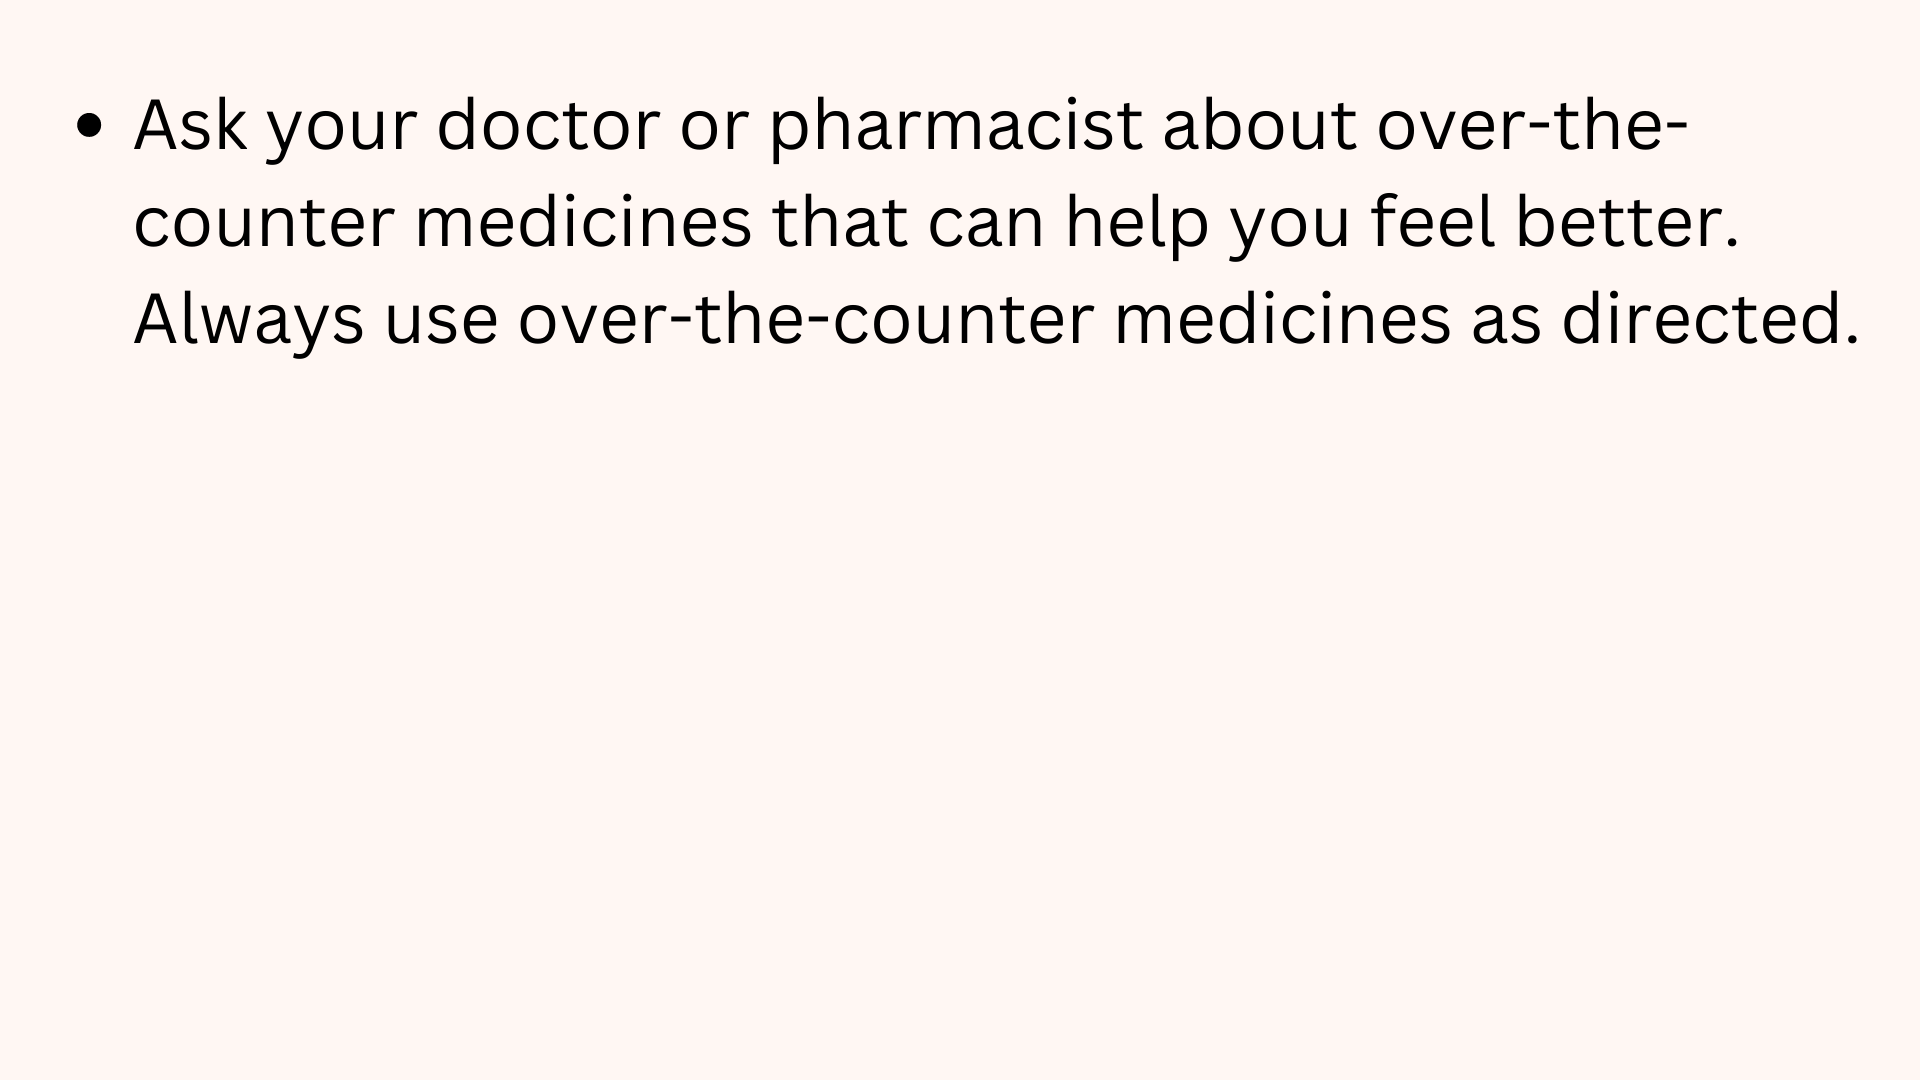 • Ask your doctor or pharmacist about over-the-
counter medicines that can help you feel better.
Always use over-the-counter medicines as directed.